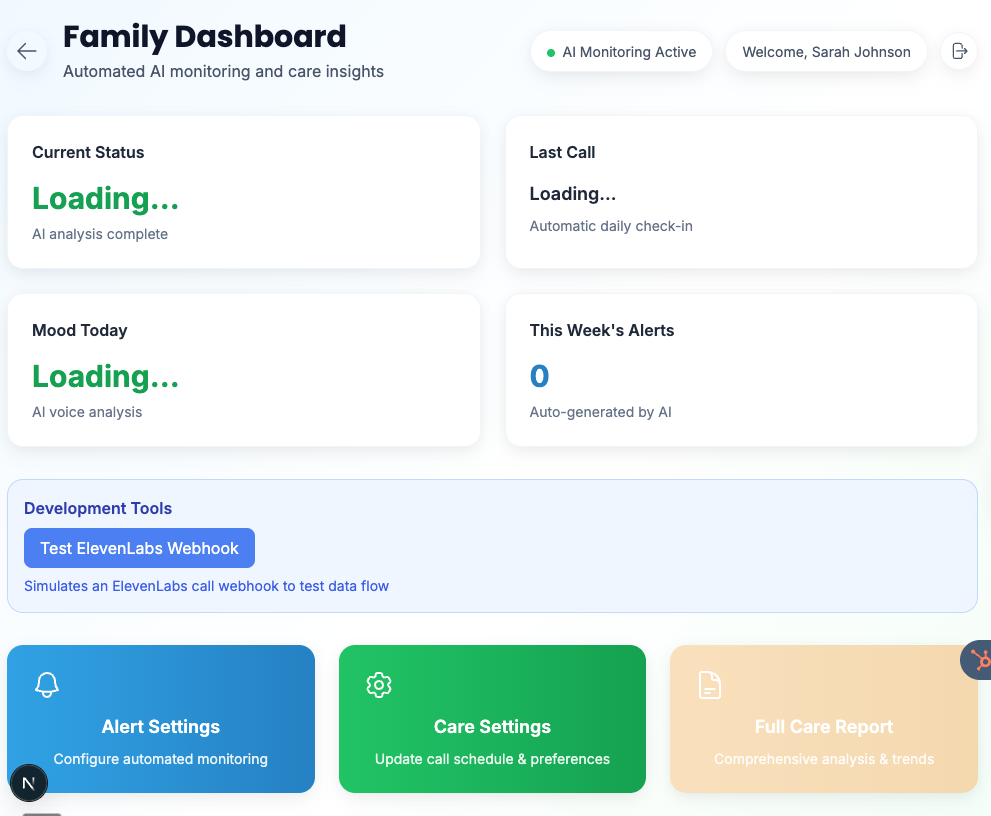 Family Dashboard
Automated AI monitoring and care insights
AI Monitoring Active
Welcome, Sarah Johnson
Current Status
Loading...
AI analysis complete
Last Call
Loading...
Automatic daily check-in
Mood Today
Loading...
AI voice analysis
This Week's Alerts
0
Auto-generated by AI
Development Tools
Test ElevenLabs Webhook
Simulates an ElevenLabs call webhook to test data flow
Alert Settings
Configure automated monitoring
Care Settings
Update call schedule & preferences
Full Care Report
Comprehensive analysis & trends
N